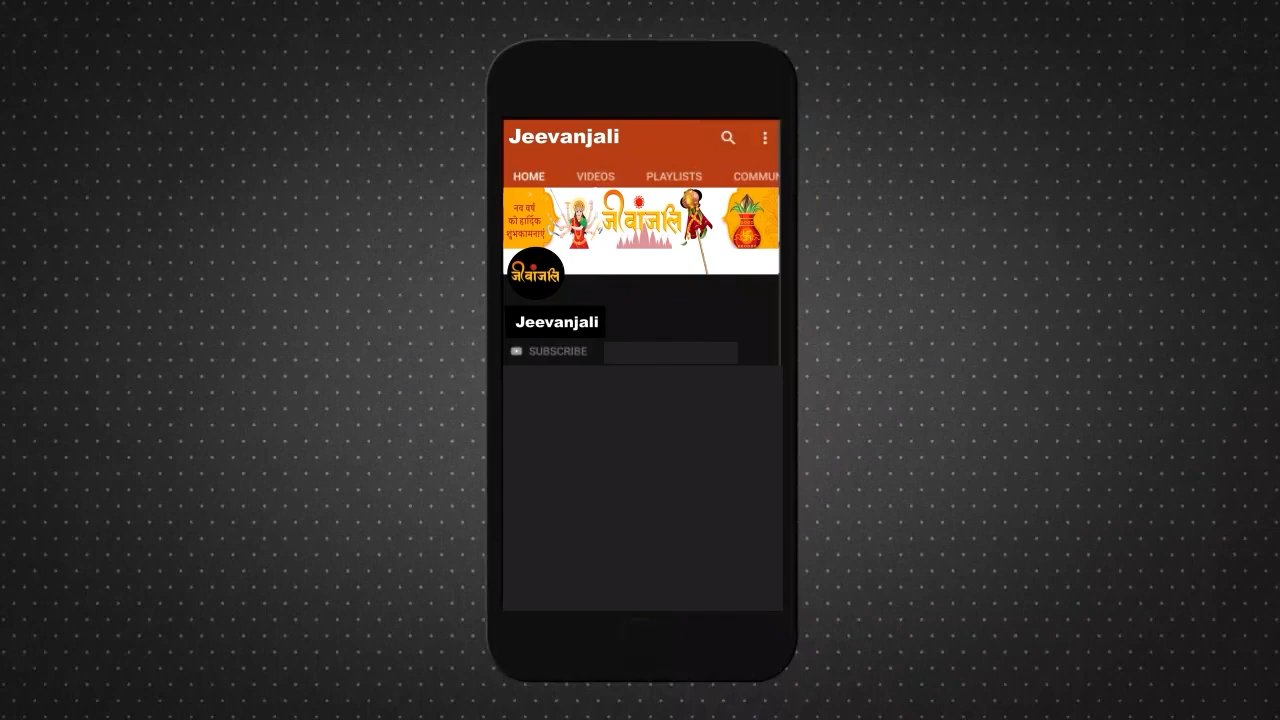 Jeevanjali
HOME VIDEOS PLAYLISTS COMMUN
नव वर्ष
की हार्दिक
शुभकामनाएं
जीवांजलि
जीवांजलि
Jeevanjali
SUBSCRIBE